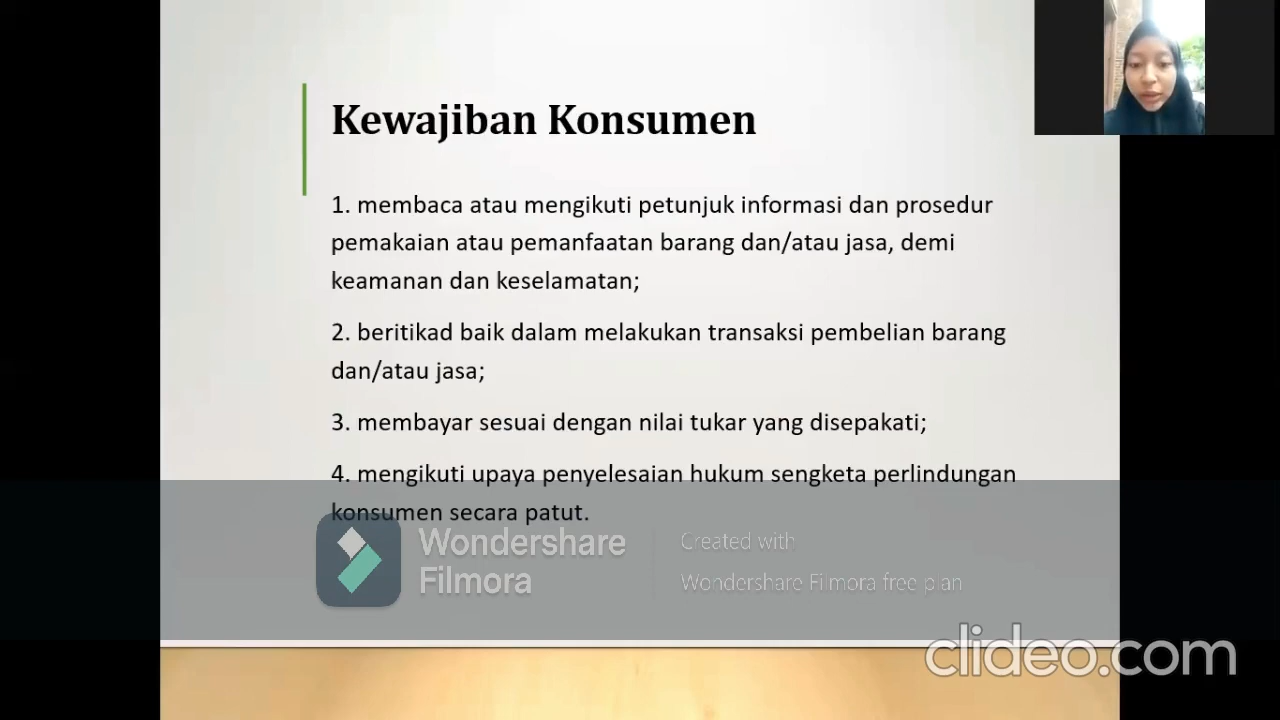 Kewajiban Konsumen
1. membaca atau mengikuti petunjuk informasi dan prosedur
pemakaian atau pemanfaatan barang dan/atau jasa, demi
keamanan dan keselamatan;
2. beritikad baik dalam melakukan transaksi pembelian barang
dan/atau jasa;
3. membayar sesuai dengan nilai tukar yang disepakati;
4. mengikuti upaya penyelesaian hukum sengketa perlindungan
konsumen secara patut.
Wondershare
Filmora
Created with
Wondershare Filmora free plan
clideo.com